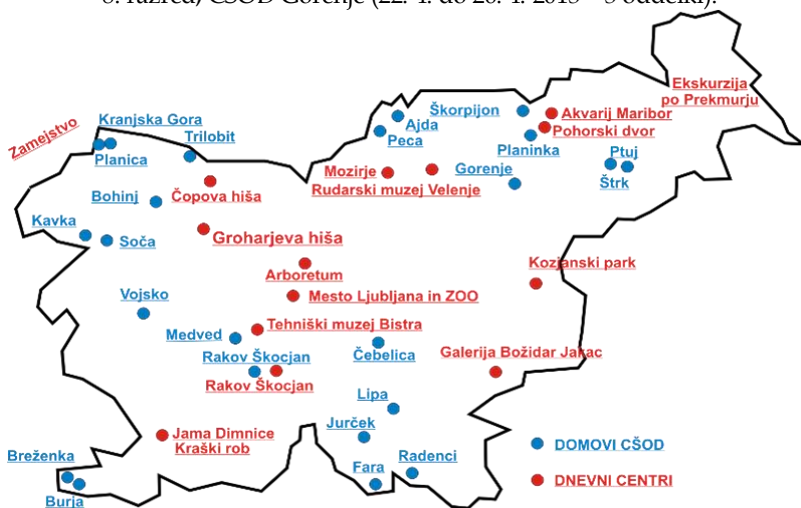 8. razred, CŠOD Gorenje (22. 4. do 26. 4. 2013 – 3 oddelki).
Ekskurzija
po Prekmurju
Zamejstvo
Kranjska Gora
Planica
Trilobit
Škorpijon
Ajda
Peca
Akvarij Maribor
Pohorski dvor
Planinka
Ptuj
Štrk
Mozirje
Rudarski muzej Velenje
Gorenje
Čopova hiša
Bohinj
Kavka
Soča
Groharjeva hiša
Arboretum
Kozjanski park
Mesto Ljubljana in ZOO
Vojsko
Tehniški muzej Bistra
Medved
Čebelica
Galerija Božidar Jakac
Rakov Škocjan
Rakov Škocjan
Lipa
Jurček
Jama Dimnice
Kraški rob
Breženka
Burja
Fara
Radenci
DOMOVI CŠOD
DNEVNI CENTRI